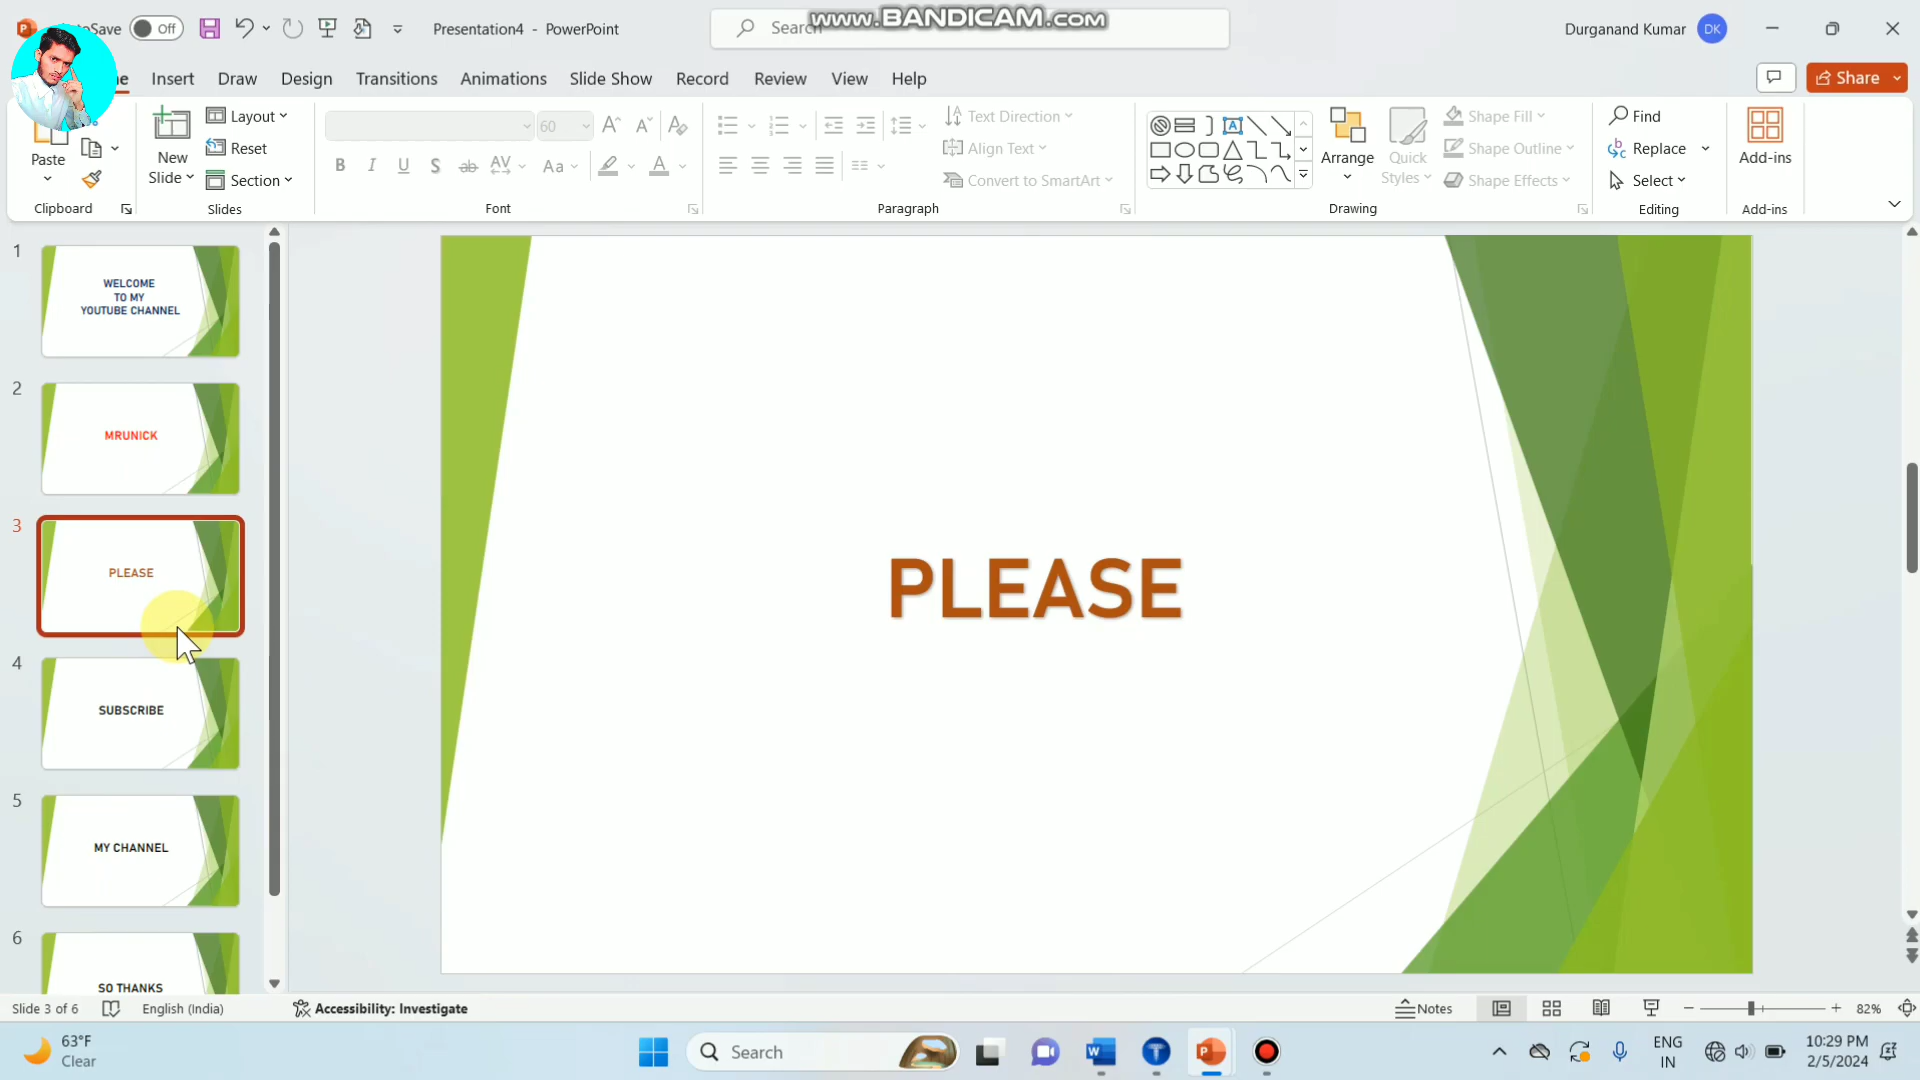 Save
Off
Presentation4 - PowerPoint
Search
www.BANDICAM.com
Durganand Kumar
DK
Insert
Draw
Design
Transitions
Animations
Slide Show
Record
Review
View
Help
Share
Paste
Clipboard
New
Slide
Layout
Reset
Section
Slides
60
Font
Text Direction
Align Text
Convert to SmartArt
Paragraph
Arrange
Quick
Styles
Shape Fill
Shape Outline
Shape Effects
Drawing
Find
Replace
Select
Editing
Add-ins
Add-ins
1
WELCOME
TO MY
YOUTUBE CHANNEL
2
MRUNICK
3
PLEASE
4
SUBSCRIBE
5
MY CHANNEL
6
SO THANKS
PLEASE
Slide 3 of 6
English (India)
Accessibility: Investigate
Notes
82%
63°F
Clear
Search
ENG
IN
10:29 PM
2/5/2024